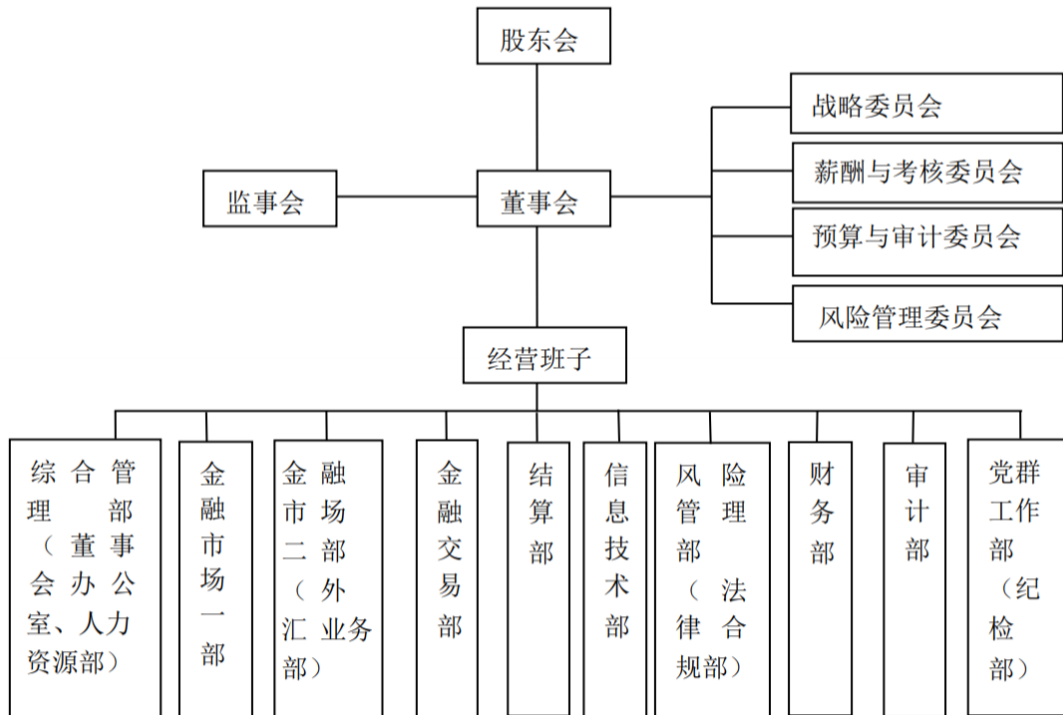 股东会
战略委员会
薪酬与考核委员会
监事会
董事会
预算与审计委员会
风险管理委员会
经营班子
综合管
理部
（董事
会办公
室、人力
资源部）
金融市场一部
金融
市场
二部
（外
汇业务
部）
金融交易部
结算部
信息技术部
风险
管理
部
（法
律合
规部）
财务部
审计部
党群
工作
部
（纪
检
部）